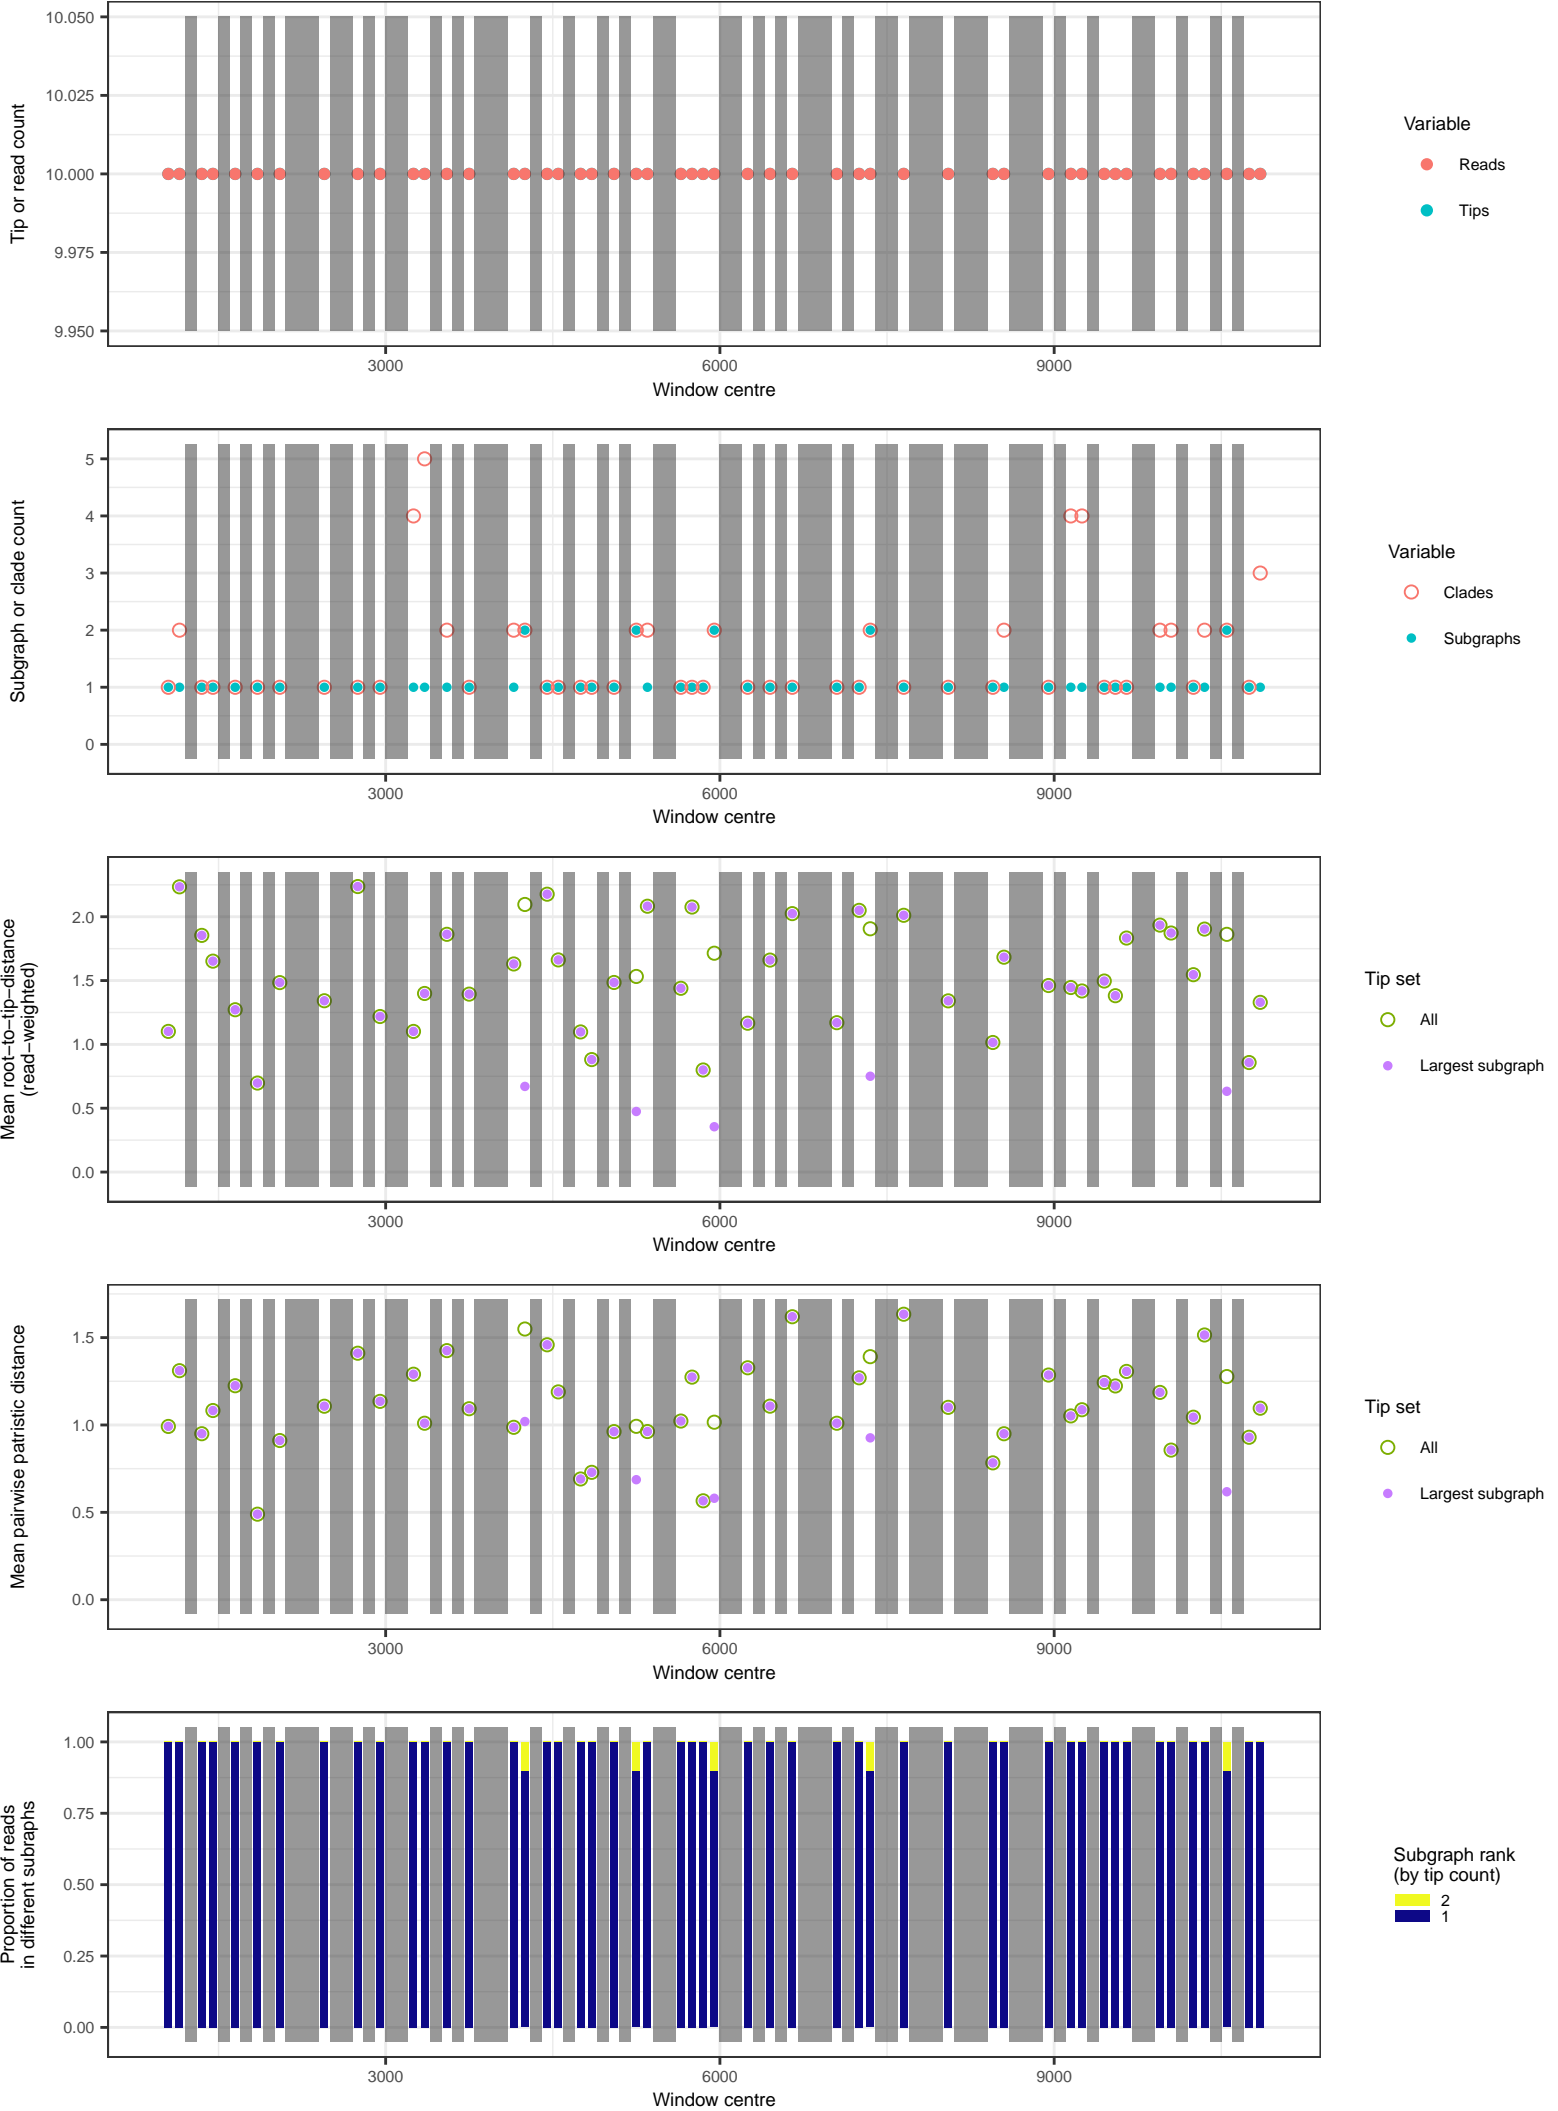 10.050
10.025
10.000
9.975
9.950
Tip or read count
3000
6000
9000
Window centre
Variable
Reads
Tips
5
4
3
2
1
0
Subgraph or clade count
3000
6000
9000
Window centre
Variable
Clades
Subgraphs
2.0
1.5
1.0
0.5
0.0
Mean root−to−tip−distance
(read−weighted)
3000
6000
9000
Window centre
Tip set
All
Largest subgraph
1.5
1.0
0.5
0.0
Mean pairwise patristic distance
3000
6000
9000
Window centre
Tip set
All
Largest subgraph
1.00
0.75
0.50
0.25
0.00
Proportion of reads
in different subraphs
3000
6000
9000
Window centre
Subgraph rank
(by tip count)
2
1